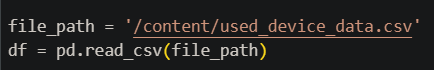 file_path = '/content/used_device_data.csv'
df = pd.read_csv(file_path)